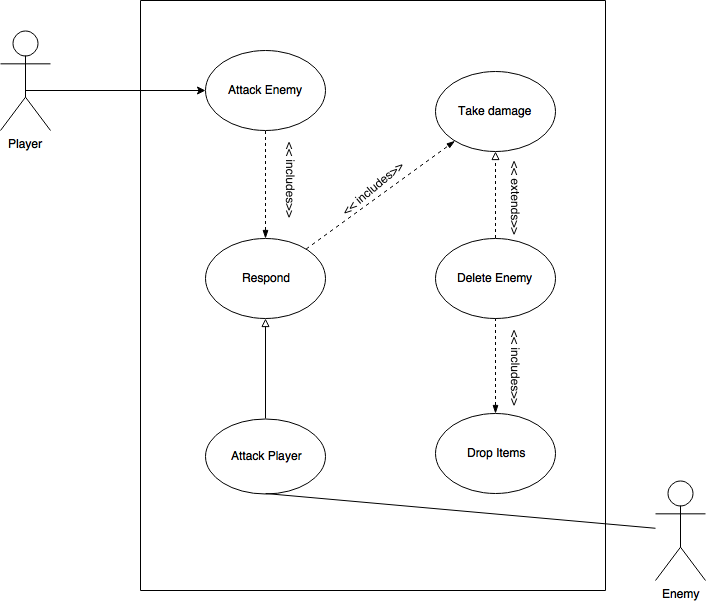 Player
Attack Enemy
Take damage
<< includes>>
<< includes>>
<< extends>>
Respond
Delete Enemy
<< includes>>
Attack Player
Drop Items
Enemy